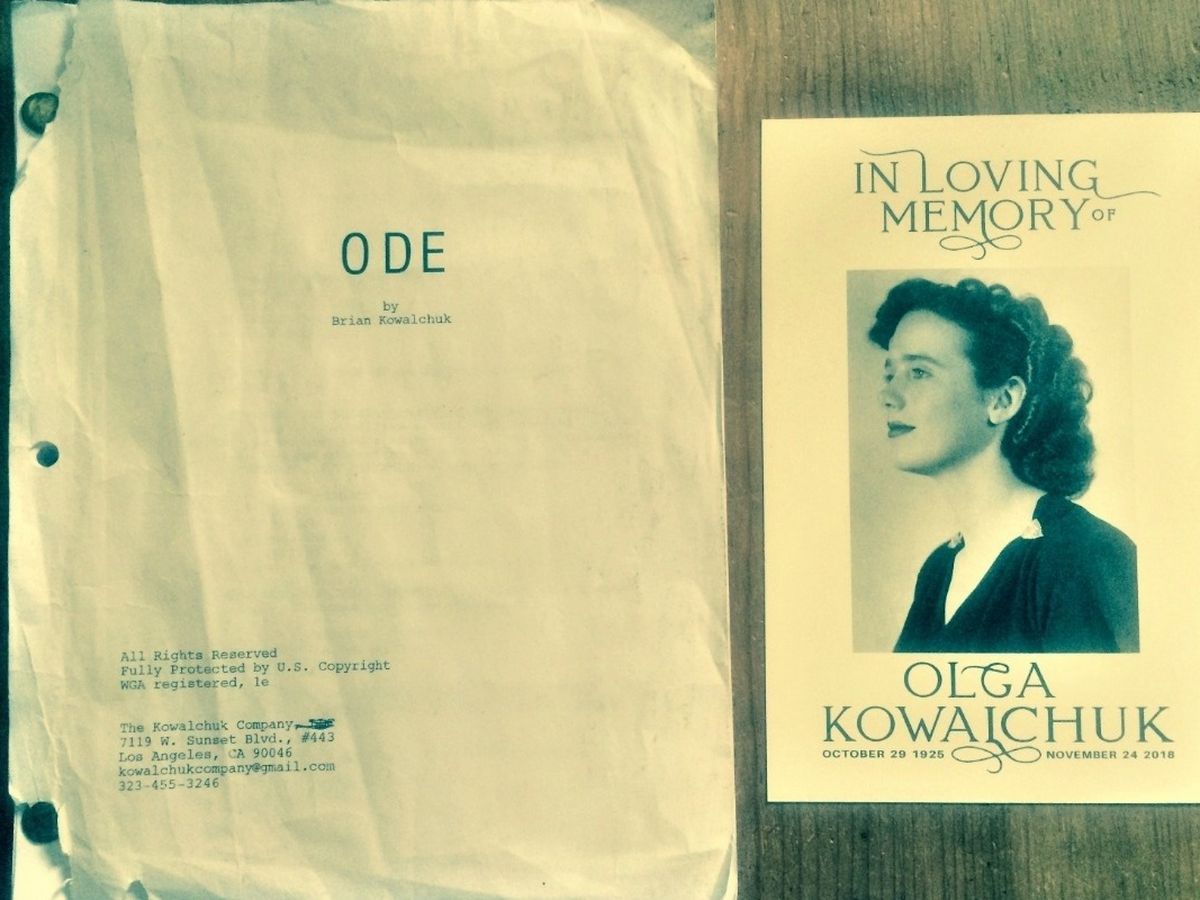 ODE
by
Brian Kowalchuk
All Rights Reserved
Fully Protected by U.S. Copyright
WGA registered, 1e
The Kowalchuk Company,
7119 W. Sunset Blvd., #443
Los Angeles, CA 90046
kowalchukcompany@gmail.com
323-455-3246
IN LOVING
MEMORY OF
OLGA
KOWALCHUK
OCTOBER 29 1925 NOVEMBER 24 2018